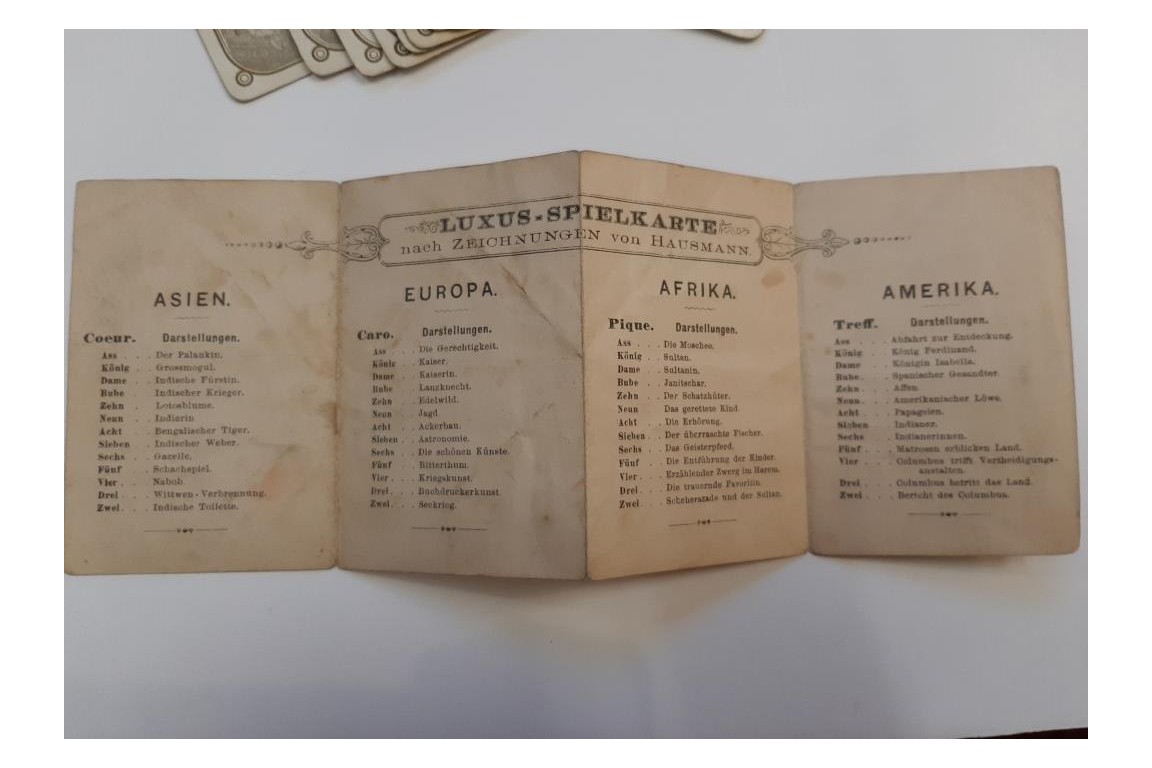 LUXUS-SPIELKARTE
nach ZEICHNUNGEN von HAUSMANN.
ASIEN.
Coeur. Darstellungen.
Ass . . . Der Palankin.
König . . Grossmogul.
Dame . . . Indische Fürstin.
Bube . . . Indischer Krieger.
Zehn . . Lotosblume.
Neun . . . Indierin
Acht . . . Bengalischer Tiger.
Sieben . . Indischer Weber.
Sechs . . Gazelle.
Fünf . . . Schachspiel.
Vier . . . Nabob.
Drei . . . Wittwen-Verbrennung.
Zwei . . . Indische Toilette.
EUROPA.
Caro. Darstellungen.
Ass . . . Die Gerechtigkeit.
König . . Kaiser.
Dame . . Kaiserin.
Bube . . Lanzknecht.
Zehn . . Edelwild.
Neun . . Jagd.
Acht . . Ackerbau.
Sieben . . Astronomie.
Sechs . . Die schönen Künste.
Fünf . . Ritterthum.
Vier . . . Kriegskunst.
Drei . . . Buchdruckerkunst.
Zwei . . . Seekrieg.
AFRIKA.
Pique. Darstellungen.
Ass . . . Die Moschee.
König . . Sultan.
Dame . . Sultanin.
Bube . . Janitschar.
Zehn . . Der Schatzhüter.
Neun . . Das gerettete Kind.
Acht . . . Die Erhörung.
Sieben . . Der überraschte Fischer.
Sechs . . Das Geisterpferd.
Fünf . . Die Entführung der Kinder.
Vier . . . Erzählender Zwerg im Harem.
Drei . . . Die trauernde Favoritin.
Zwei . . . Scheherazade und der Sultan.
AMERIKA.
Treff. Darstellungen.
Ass . . . Abfahrt zur Entdeckung.
König . . . König Ferdinand.
Dame . . . Königin Isabella.
Bube . . . Spanischer Gesandter.
Zehn . . . Affen.
Neun . . . Amerikanischer Löwe.
Acht . . . Papageien.
Sieben . . Indianer.
Sechs . . Indianerinnen.
Fünf . . . Matrosen erblicken Land.
Vier . . . Columbus trifft Vertheidigungs-
anstalten.
Drei . . . Columbus betritt das Land.
Zwei . . . Bericht des Columbus.